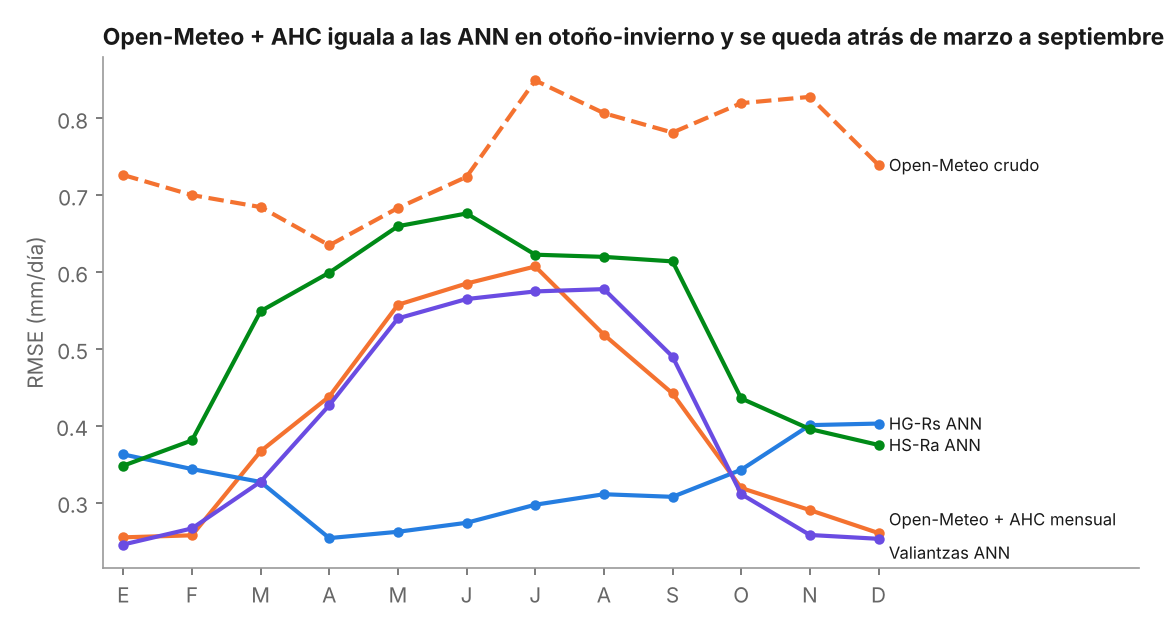 Open-Meteo + AHC iguala a las ANN en otoño-invierno y se queda atrás de marzo a septiembre
RMSE (mm/día)
0.8
0.7
0.6
0.5
0.4
0.3
Open-Meteo crudo
HG-Rs ANN
HS-Ra ANN
Open-Meteo + AHC mensual
Valiantzas ANN
E F M A M J J A S O N D